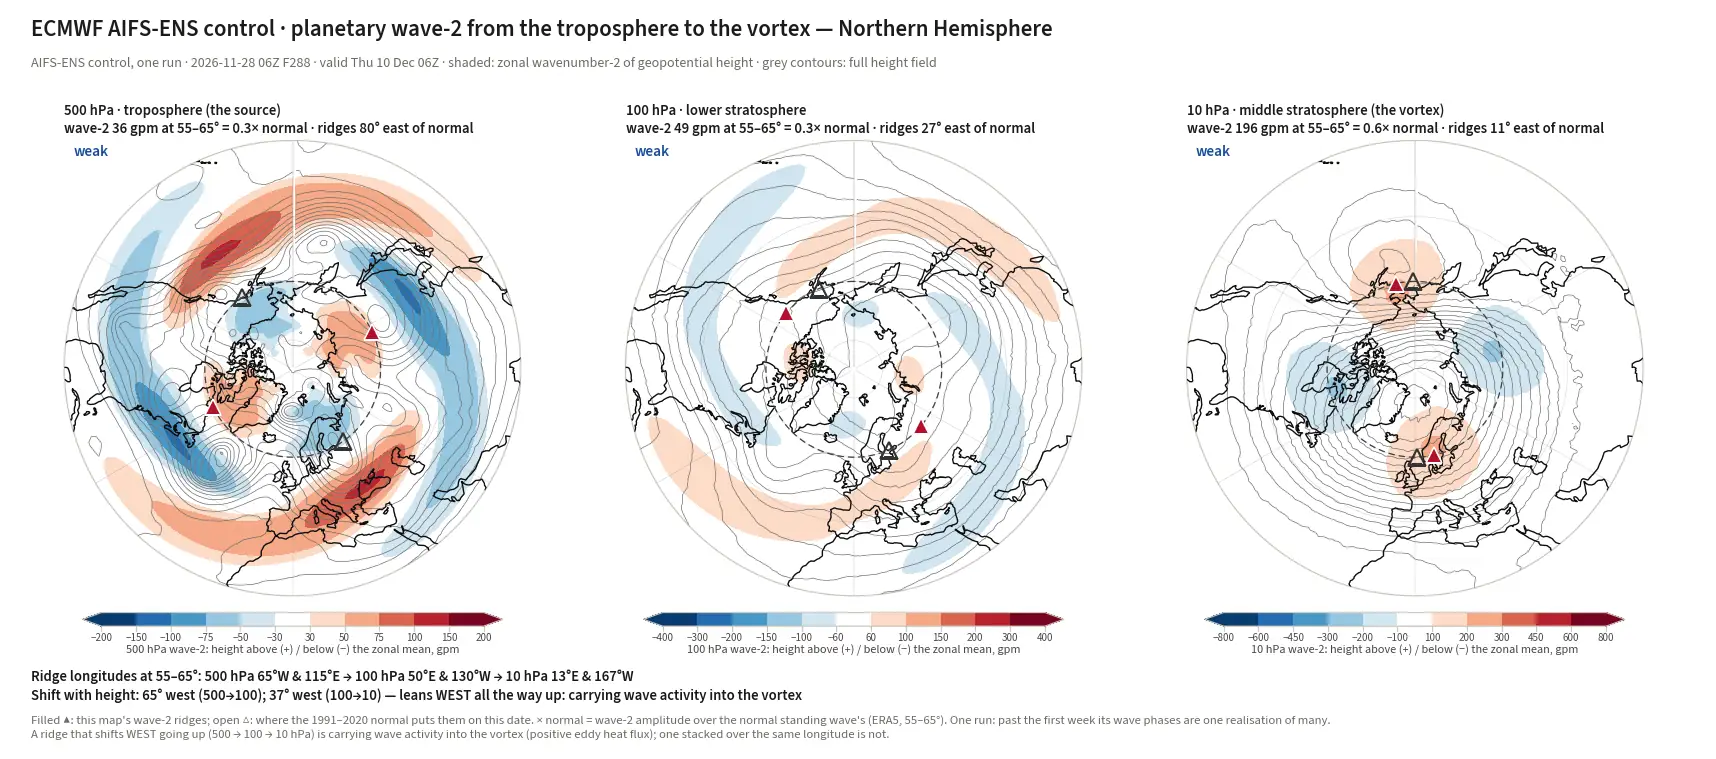 ECMWF AIFS-ENS control · planetary wave-2 from the troposphere to the vortex — Northern Hemisphere
AIFS-ENS control, one run · 2026-11-28 06Z F288 · valid Thu 10 Dec 06Z · shaded: zonal wavenumber-2 of geopotential height · grey contours: full height field
500 hPa · troposphere (the source)
wave-2 36 gpm at 55–65° = 0.3× normal · ridges 80° east of normal
weak
100 hPa · lower stratosphere
wave-2 49 gpm at 55–65° = 0.3× normal · ridges 27° east of normal
weak
10 hPa · middle stratosphere (the vortex)
wave-2 196 gpm at 55–65° = 0.6× normal · ridges 11° east of normal
weak
−200 −150 −100 −75 −50 −30 30 50 75 100 150 200
500 hPa wave-2: height above (+) / below (−) the zonal mean, gpm
−400 −300 −200 −150 −100 −60 60 100 150 200 300 400
100 hPa wave-2: height above (+) / below (−) the zonal mean, gpm
−800 −600 −450 −300 −200 −100 100 200 300 450 600 800
10 hPa wave-2: height above (+) / below (−) the zonal mean, gpm
Ridge longitudes at 55–65°: 500 hPa 65°W & 115°E → 100 hPa 50°E & 130°W → 10 hPa 13°E & 167°W
Shift with height: 65° west (500→100); 37° west (100→10) — leans WEST all the way up: carrying wave activity into the vortex
Filled ▲: this map's wave-2 ridges; open △: where the 1991–2020 normal puts them on this date. × normal = wave-2 amplitude over the normal standing wave's (ERA5, 55–65°). One run: past the first week its wave phases are one realisation of many.
A ridge that shifts WEST going up (500 → 100 → 10 hPa) is carrying wave activity into the vortex (positive eddy heat flux); one stacked over the same longitude is not.